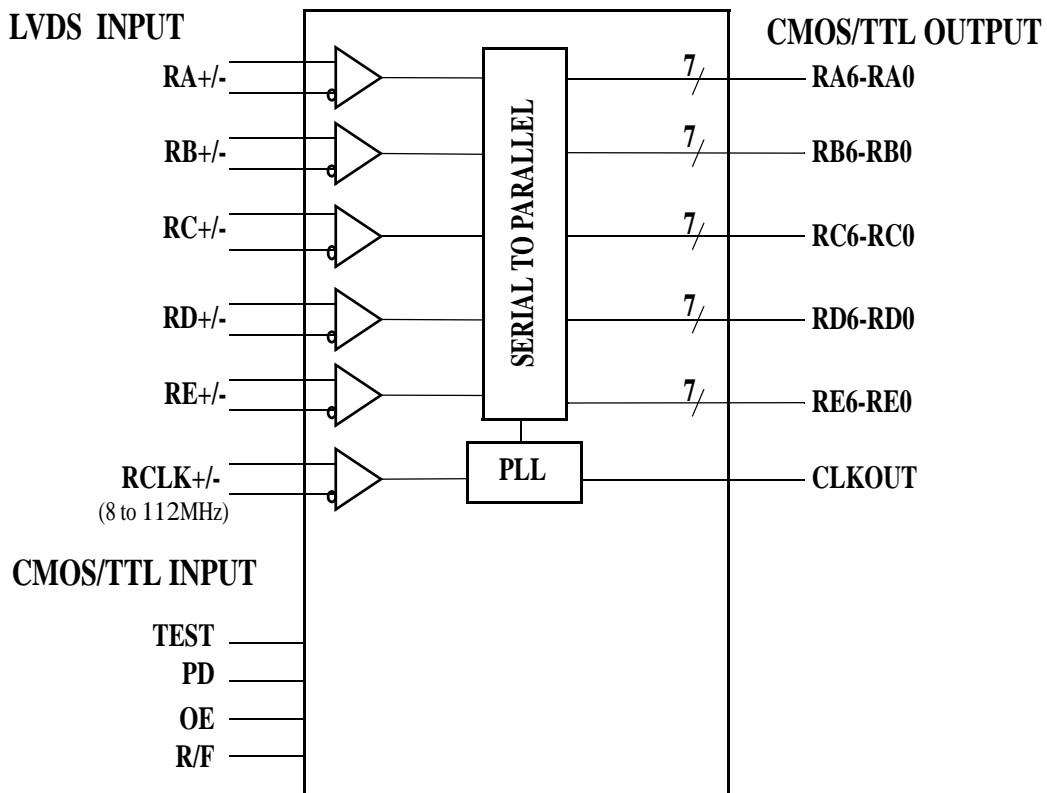 LVDS INPUT
CMOS/TTL OUTPUT
RA+/-
7
RA6-RA0
RB+/-
7
RB6-RB0
RC+/-
7
RC6-RC0
RD+/-
7
RD6-RD0
RE+/-
7
RE6-RE0
SERIAL TO PARALLEL
RCLK+/-
(8 to 112MHz)
PLL
CLKOUT
CMOS/TTL INPUT
TEST
PD
OE
R/F